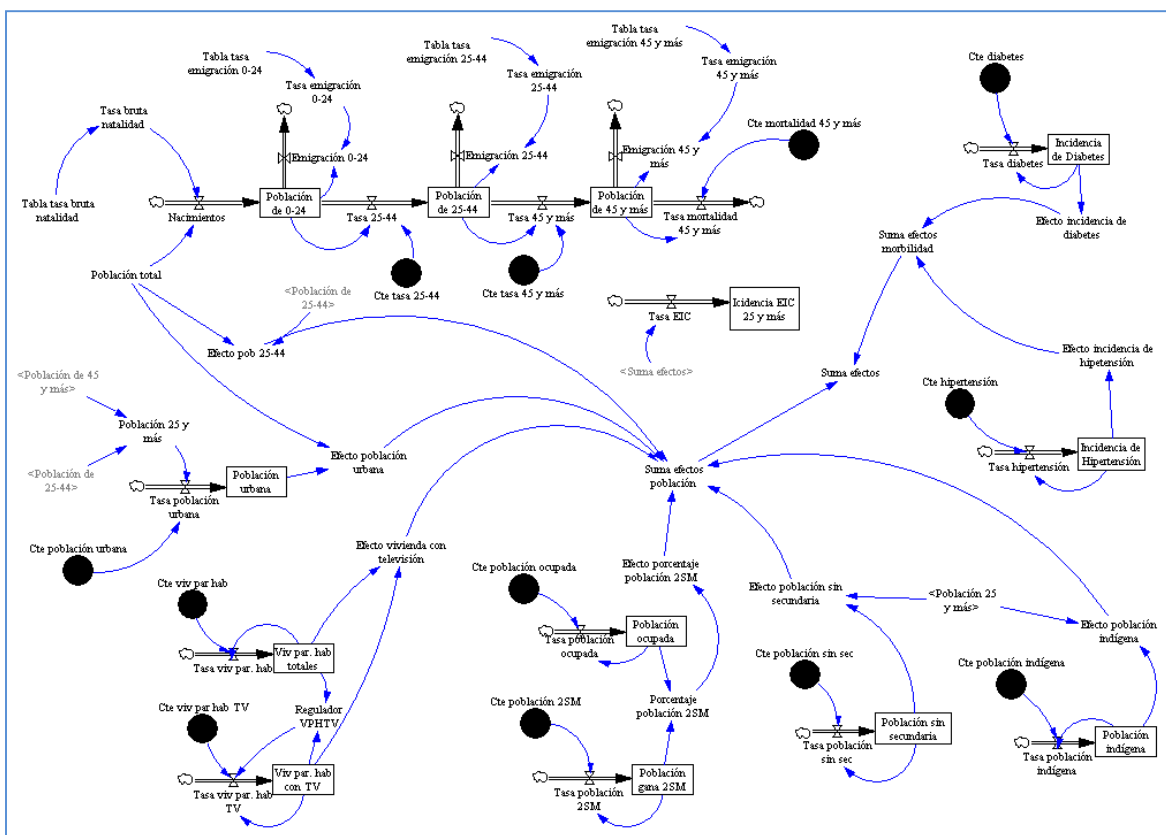 Tabla tasa
emigración 0-24
Tabla tasa
emigración 25-44
Tabla tasa
emigración 45 y más
Tasa emigración
0-24
Tasa emigración
25-44
Tasa emigración
45 y más
Cte diabetes
Tasa bruta
natalidad
Cte mortalidad 45 y más
Emigración 0-24
Emigración 25-44
Emigración 45 y
más
Tasa diabetes
Incidencia
de Diabetes
Tabla tasa bruta
natalidad
Nacimientos
Población
de 0-24
Tasa 25-44
Población
de 25-44
Tasa 45 y más
Población
de 45 y más
Tasa mortalidad
45 y más
Efecto incidencia de
diabetes
Suma efectos
morbilidad
Población total
Cte tasa 25-44
Cte tasa 45 y más
<Población de
25-44>
Tasa EIC
Icidencia EIC
25 y más
Efecto pob 25-44
<Suma efectos>
Suma efectos
Efecto incidencia de
hipetensión
<Población de 45
y más>
Cte hipertensión
Población 25 y
más
<Población de
25-44>
Efecto población
urbana
Suma efectos
población
Tasa hipertensión
Incidencia de
Hipertensión
Tasa población
urbana
Población
urbana
Cte población urbana
Efecto vivienda con
televisión
Cte viv par hab
Cte población ocupada
Efecto porcentaje
población 2SM
Efecto población sin
secundaria
<Población 25
y más>
Efecto población
indígena
Tasa viv par. hab
Viv par. hab
totales
Tasa población
ocupada
Población
ocupada
Cte población sin sec
Cte población indígena
Cte viv par hab TV
Regulador
VPHTV
Cte población 2SM
Porcentaje
población 2SM
Tasa población
sin sec
Población sin
secundaria
Tasa población
indígena
Población
indígena
Tasa viv par. hab
TV
Viv par. hab
con TV
Tasa población
2SM
Población
gana 2SM